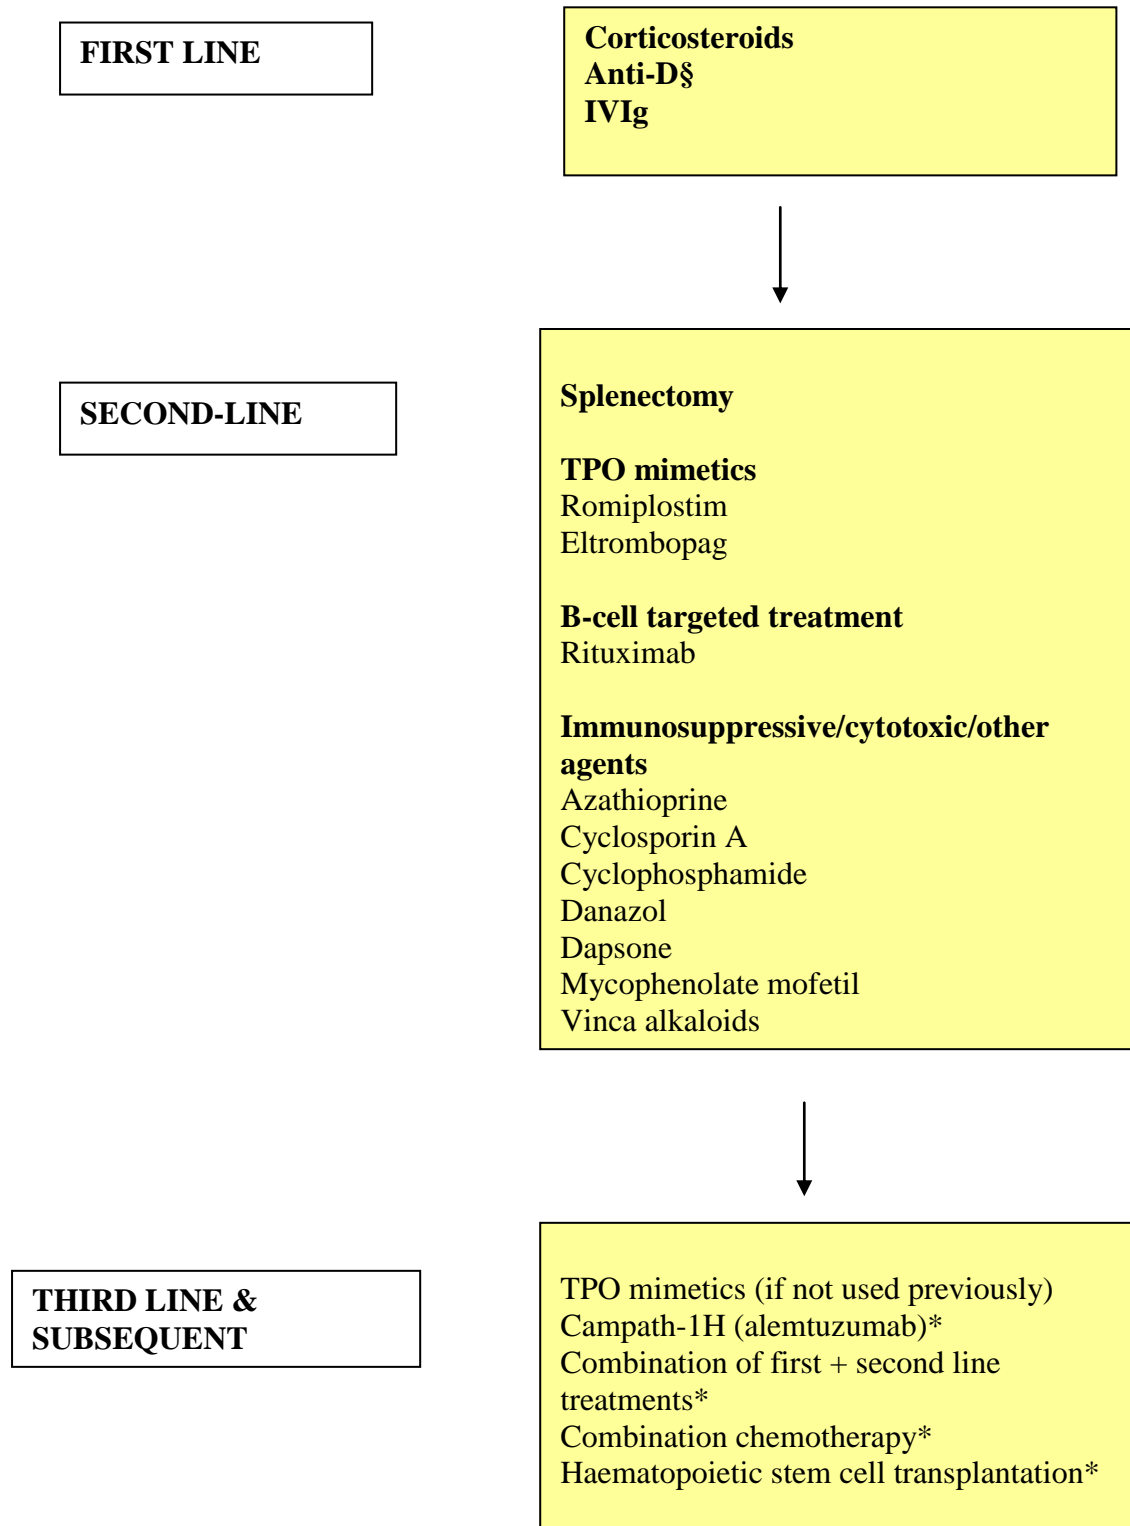 FIRST LINE
Corticosteroids
Anti-D§
IVIg
SECOND-LINE
Splenectomy
TPO mimetics
Romiplostim
Eltrombopag
B-cell targeted treatment
Rituximab
Immunosuppressive/cytotoxic/other
agents
Azathioprine
Cyclosporin A
Cyclophosphamide
Danazol
Dapsone
Mycophenolate mofetil
Vinca alkaloids
THIRD LINE &
SUBSEQUENT
TPO mimetics (if not used previously)
Campath-1H (alemtuzumab)*
Combination of first + second line
treatments*
Combination chemotherapy*
Haematopoietic stem cell transplantation*